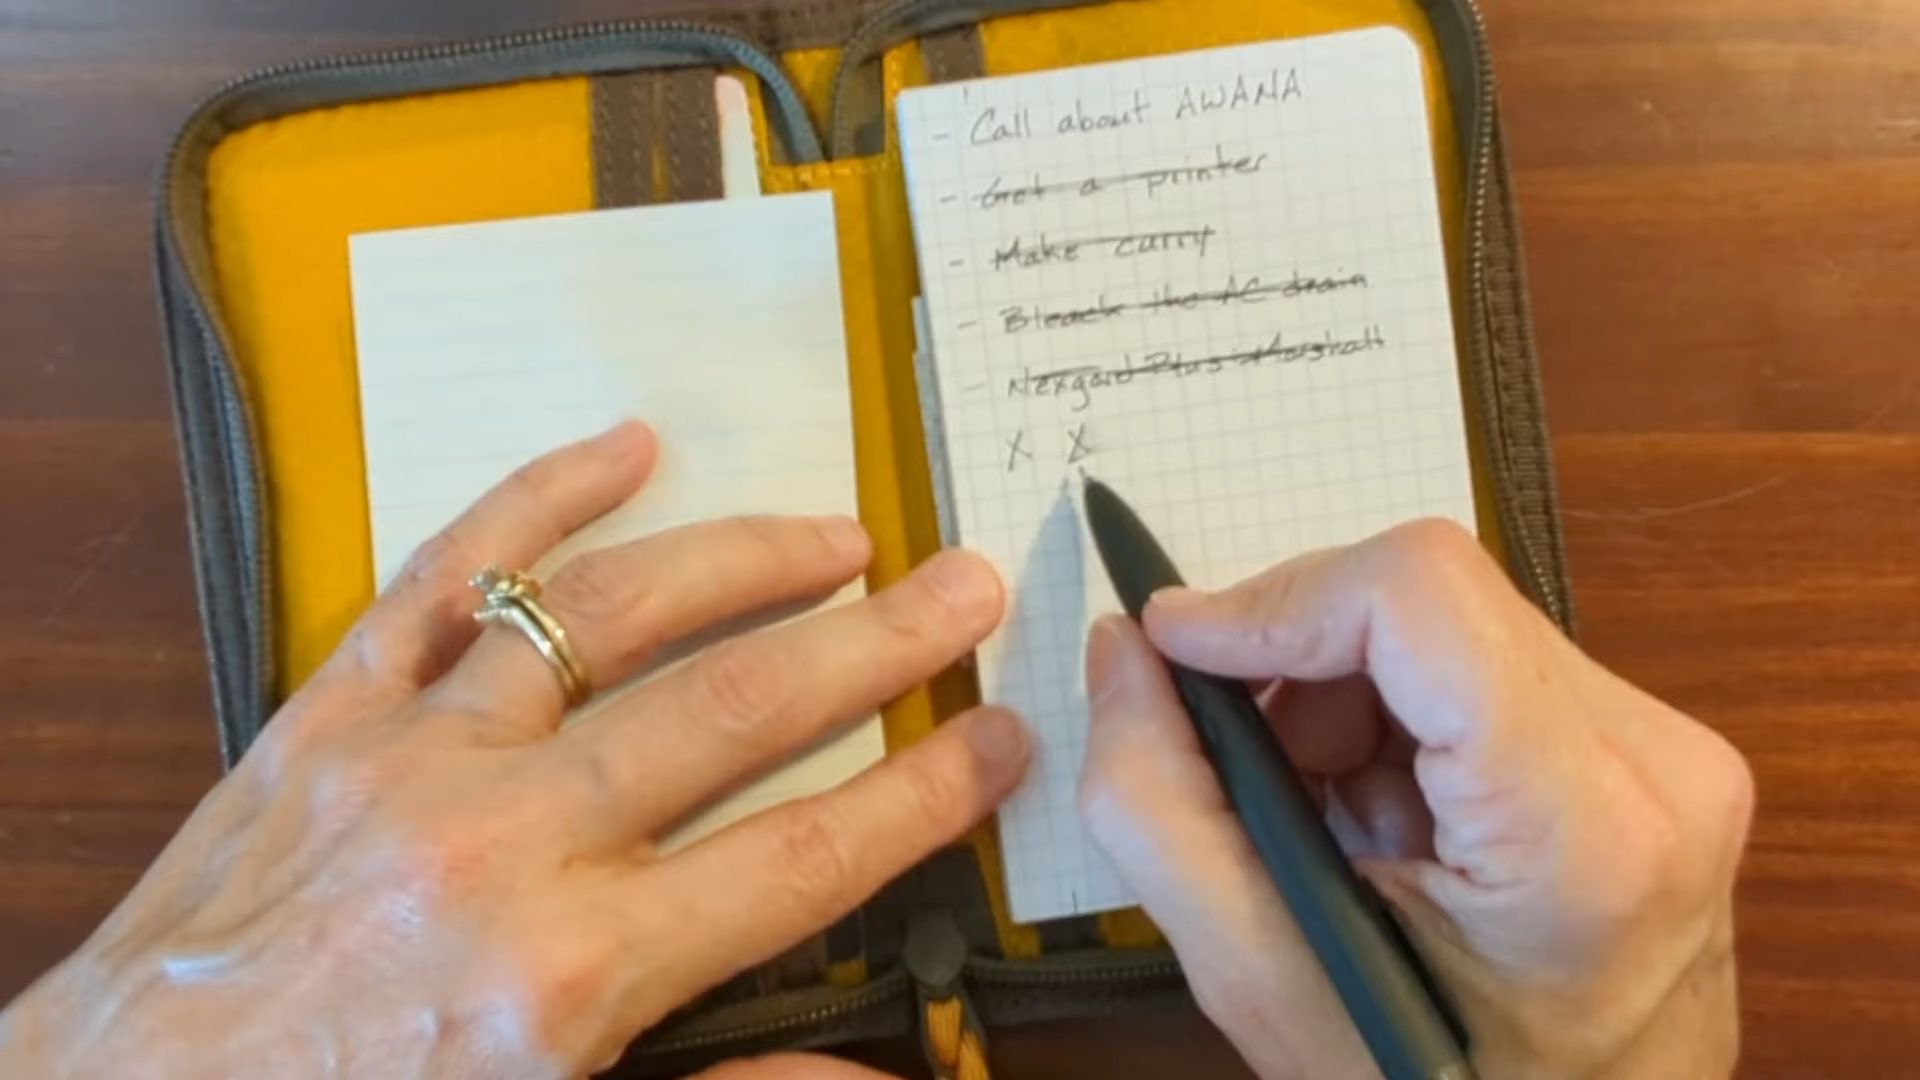 - Call about AWANA
- Get a printer
- Make curry
- Bleach the AC drain
- Nexgard Plus Marshall
X X